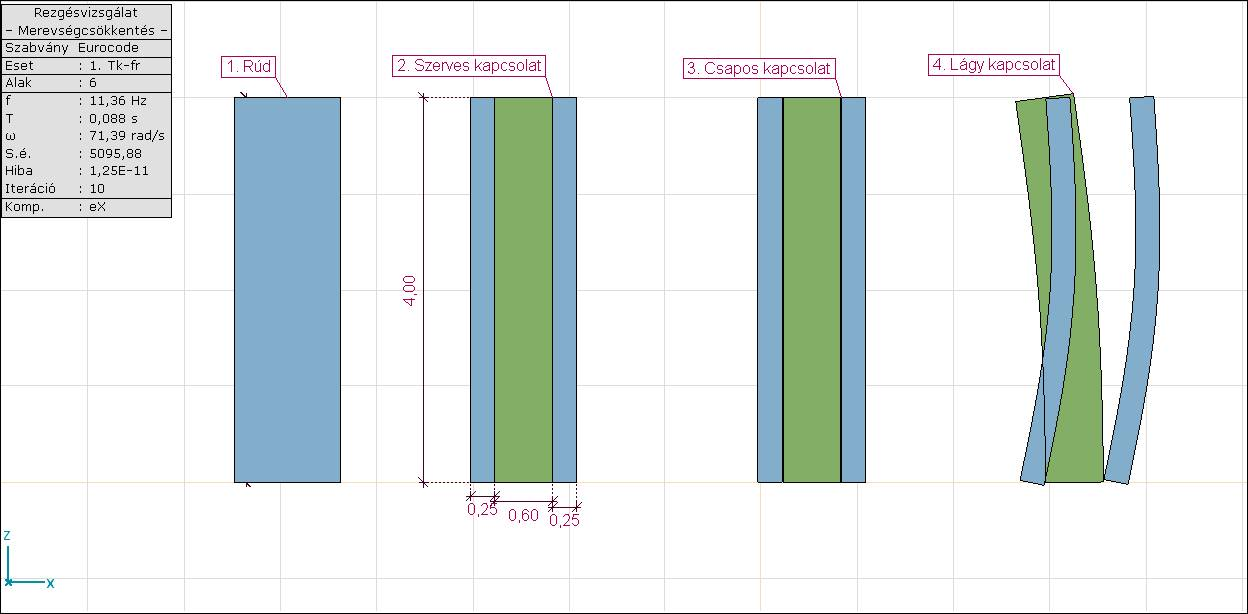 Rezgésvizsgálat
- Merevségcsökkentés -
Szabvány Eurocode
Eset : 1. Tk-fr
Alak : 6
f : 11,36 Hz
T : 0,088 s
ω : 71,39 rad/s
S.é. : 5095,88
Hiba : 1,25E-11
Iteráció : 10
Komp. : eX
1. Rúd
2. Szerves kapcsolat
3. Csapos kapcsolat
4. Lágy kapcsolat
4,00
0,25
0,60
0,25
Z
X